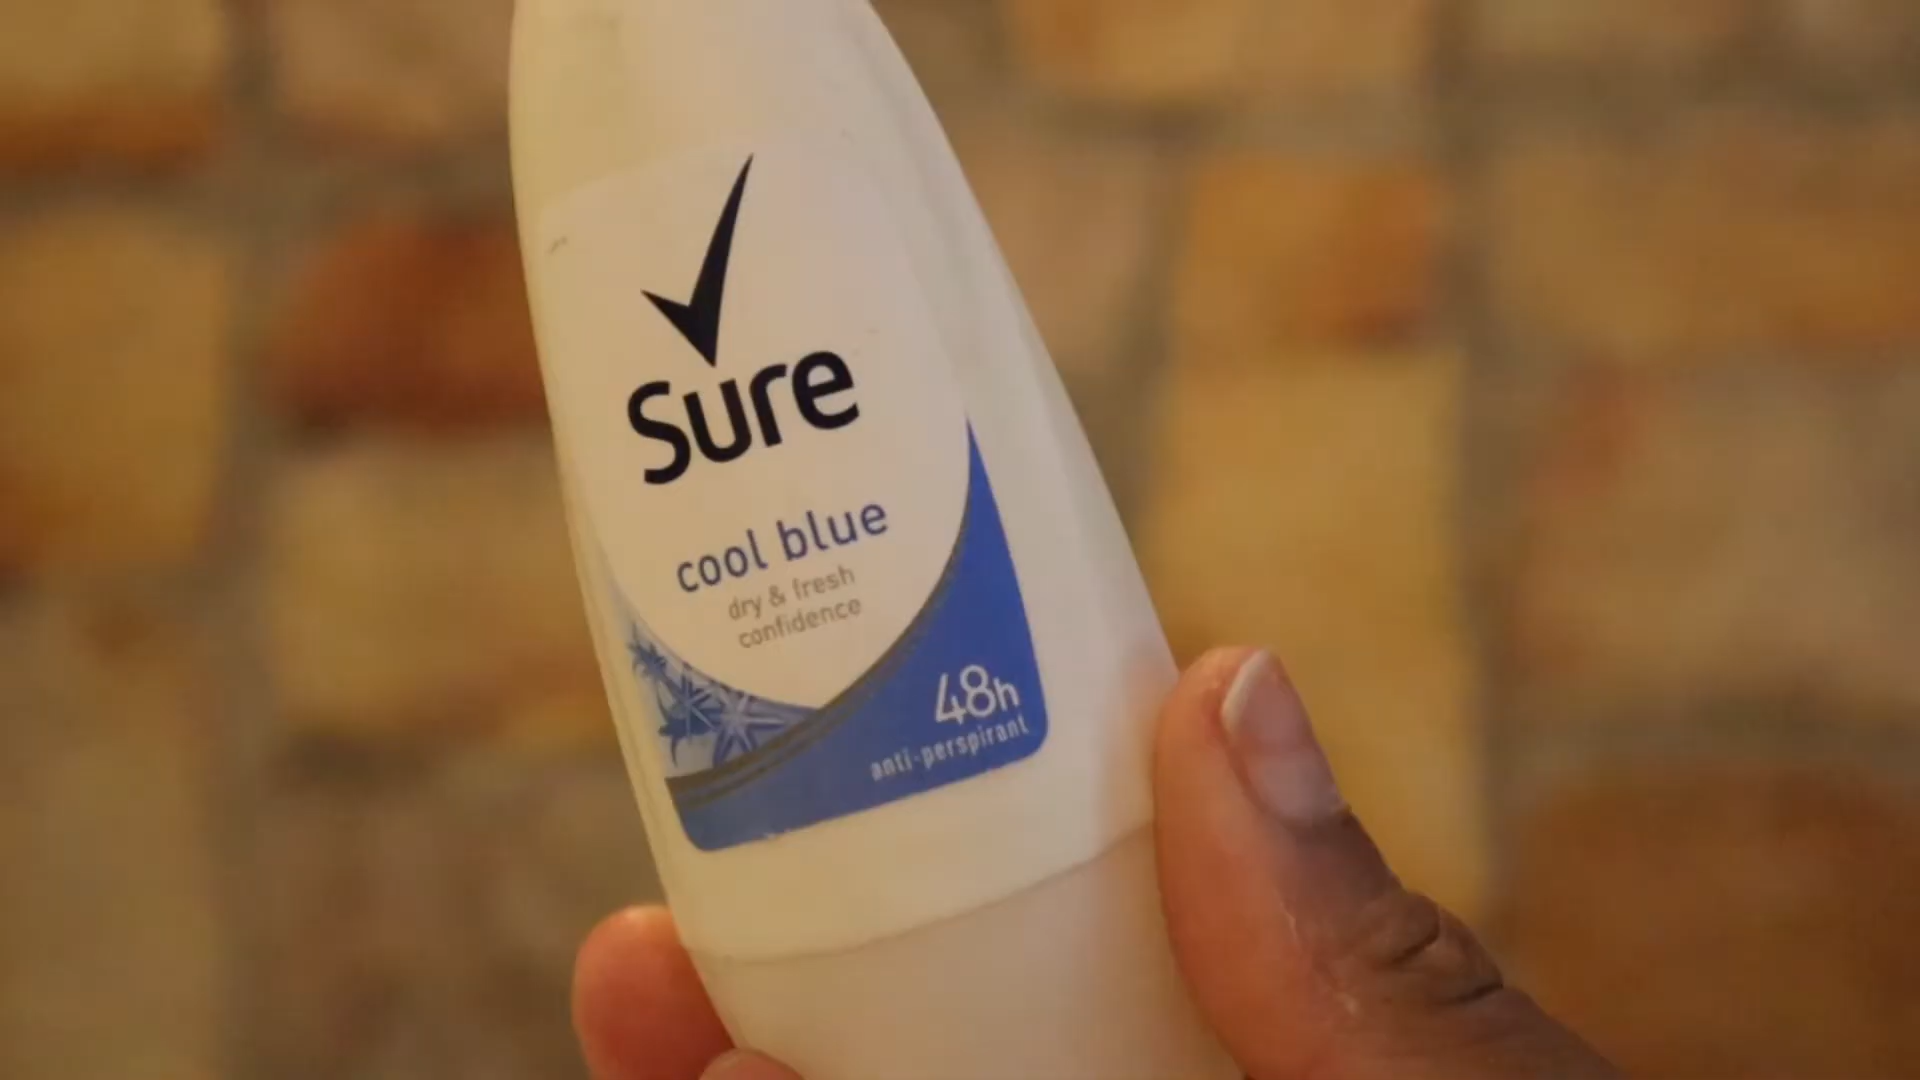 Sure
cool blue
dry & fresh
confidence
48h
anti-perspirant